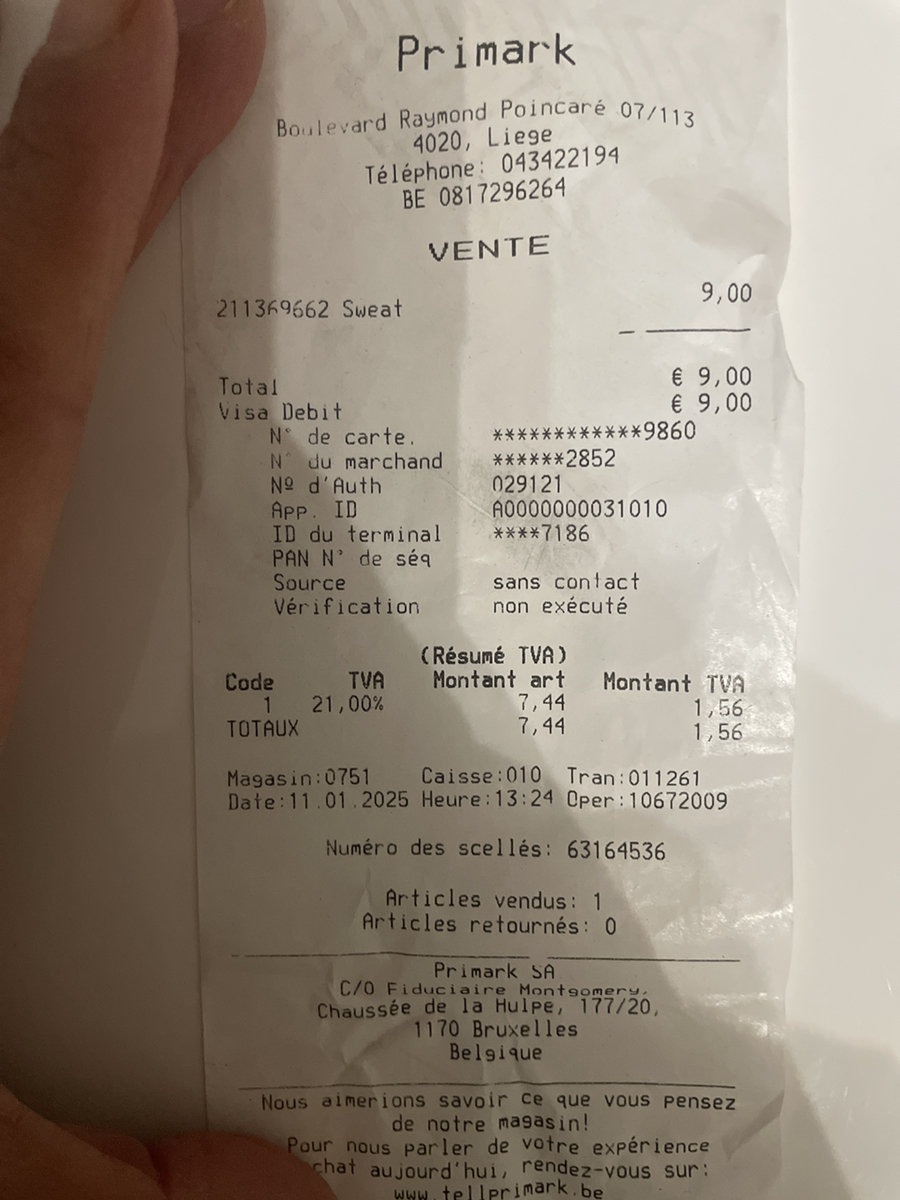 Primark
Boulevard Raymond Poincaré 07/113
4020, Liege
Téléphone: 043422194
BE 0817296264
VENTE
211369662 Sweat 9,00
Total € 9,00
Visa Debit € 9,00
N° de carte. ************9860
N° du marchand ******2852
Nº d'Auth 029121
App. ID A0000000031010
ID du terminal ****7186
PAN N° de séq
Source sans contact
Vérification non exécuté
(Résumé TVA)
Code TVA Montant art Montant TVA
1 21,00% 7,44 1,56
TOTAUX 7,44 1,56
Magasin:0751 Caisse:010 Tran:011261
Date:11.01.2025 Heure:13:24 Oper:10672009
Numéro des scellés: 63164536
Articles vendus: 1
Articles retournés: 0
Primark SA
C/O Fiduciaire Montgomery,
Chaussée de la Hulpe, 177/20,
1170 Bruxelles
Belgique
Nous aimerions savoir ce que vous pensez
de notre magasin!
Pour nous parler de votre expérience
chat aujourd'hui, rendez-vous sur:
www.tellprimark.be